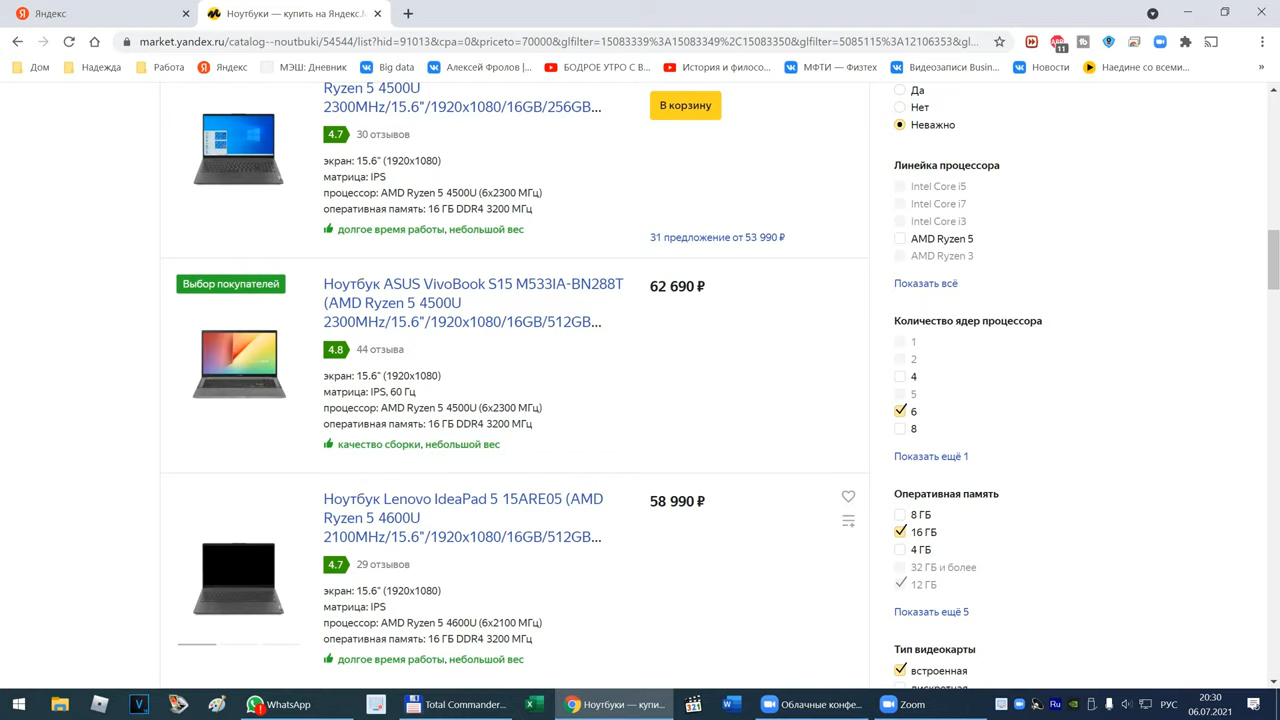 Яндекс
Ноутбуки — купить на Яндекс.М
market.yandex.ru/catalog--noutbuki/54544/list?hid=91013&cpa=0&priceto=70000&glfilter=15083339%3A15083349%2C15083350&glfilter=5085115%3A12106353&gl...
11
Дом
Надежда
Работа
Яндекс
МЭШ: Дневник
Big data
Алексей Фролов |...
БОДРОЕ УТРО С В...
История и филосо...
МФТИ — Физтех
Видеозаписи Busin...
Новости
Наедине со всеми...
»
Ryzen 5 4500U
2300MHz/15.6"/1920x1080/16GB/256GB...
4.7 30 отзывов
экран: 15.6" (1920x1080)
матрица: IPS
процессор: AMD Ryzen 5 4500U (6x2300 МГц)
оперативная память: 16 ГБ DDR4 3200 МГц
долгое время работы, небольшой вес
В корзину
31 предложение от 53 990 ₽
Выбор покупателей
Ноутбук ASUS VivoBook S15 M533IA-BN288T
(AMD Ryzen 5 4500U
2300MHz/15.6"/1920x1080/16GB/512GB...
62 690 ₽
4.8 44 отзыва
экран: 15.6" (1920x1080)
матрица: IPS, 60 Гц
процессор: AMD Ryzen 5 4500U (6x2300 МГц)
оперативная память: 16 ГБ DDR4 3200 МГц
качество сборки, небольшой вес
Ноутбук Lenovo IdeaPad 5 15ARE05 (AMD
Ryzen 5 4600U
2100MHz/15.6"/1920x1080/16GB/512GB...
58 990 ₽
4.7 29 отзывов
экран: 15.6" (1920x1080)
матрица: IPS
процессор: AMD Ryzen 5 4600U (6x2100 МГц)
оперативная память: 16 ГБ DDR4 3200 МГц
долгое время работы, небольшой вес
Да
Нет
Неважно
Линейка процессора
Intel Core i5
Intel Core i7
Intel Core i3
AMD Ryzen 5
AMD Ryzen 3
Показать всё
Количество ядер процессора
1
2
4
5
6
8
Показать ещё 1
Оперативная память
8 ГБ
16 ГБ
4 ГБ
32 ГБ и более
12 ГБ
Показать ещё 5
Тип видеокарты
встроенная
дискретная
WhatsApp
Total Commander...
Ноутбуки — купи...
Облачные конфе...
Zoom
Ru
РУС
20:30
06.07.2021